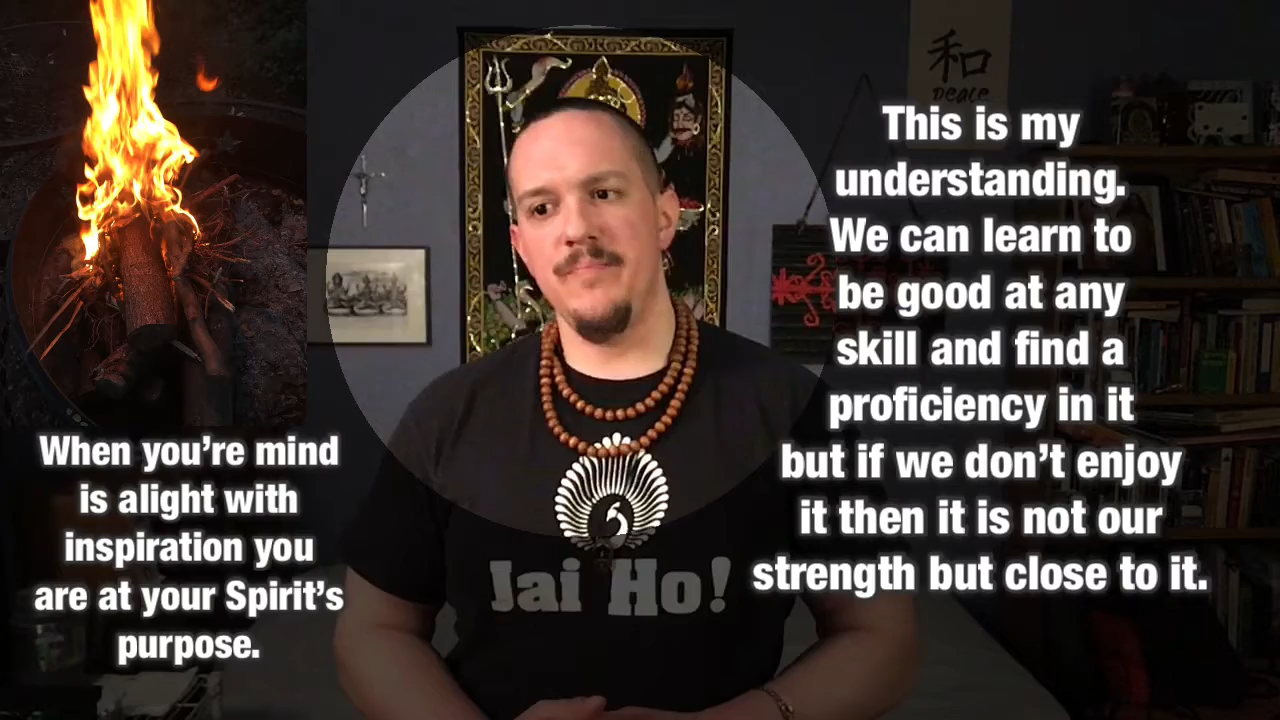 和
peace
This is my
understanding.
We can learn to
be good at any
skill and find a
proficiency in it
but if we don’t enjoy
it then it is not our
strength but close to it.
When you’re mind
is alight with
inspiration you
are at your Spirit’s
purpose.
Jai Ho!